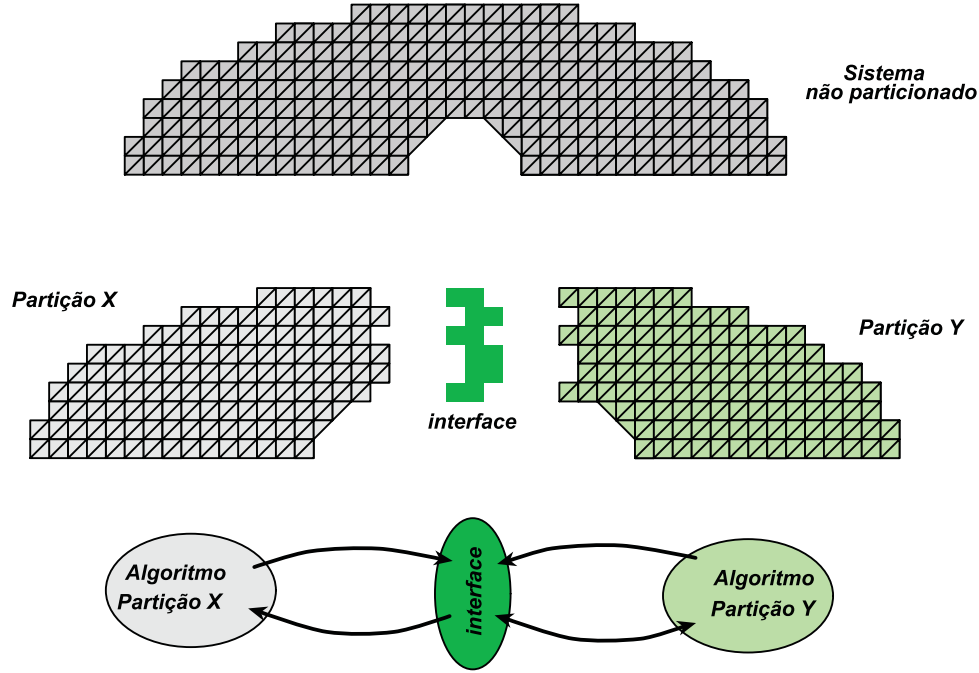 Sistema
não particionado
Partição X
Partição Y
interface
Algoritmo
Partição X
interface
Algoritmo
Partição Y